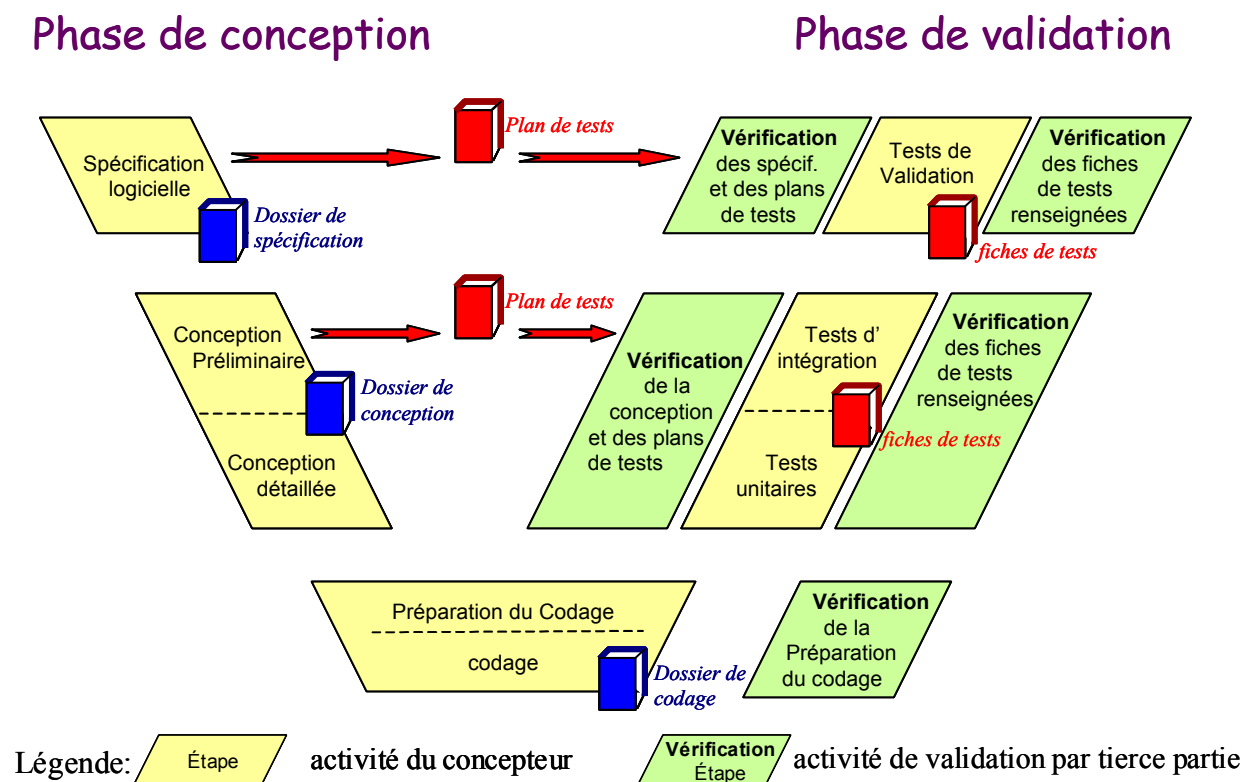 Phase de conception
Phase de validation
Spécification
logicielle
Dossier de
spécification
Plan de tests
Vérification
des spécif.
et des plans
de tests
Tests de
Validation
fiches de tests
Vérification
des fiches
de tests
renseignées
Conception
Préliminaire
Conception
détaillée
Dossier de
conception
Plan de tests
Vérification
de la
conception
et des plans
de tests
Tests d'
intégration
Tests
unitaires
fiches de tests
Vérification
des fiches
de tests
renseignées
Préparation du Codage
codage
Dossier de
codage
Vérification
de la
Préparation
du codage
Légende:
Étape
activité du concepteur
Vérification
Étape
activité de validation par tierce partie